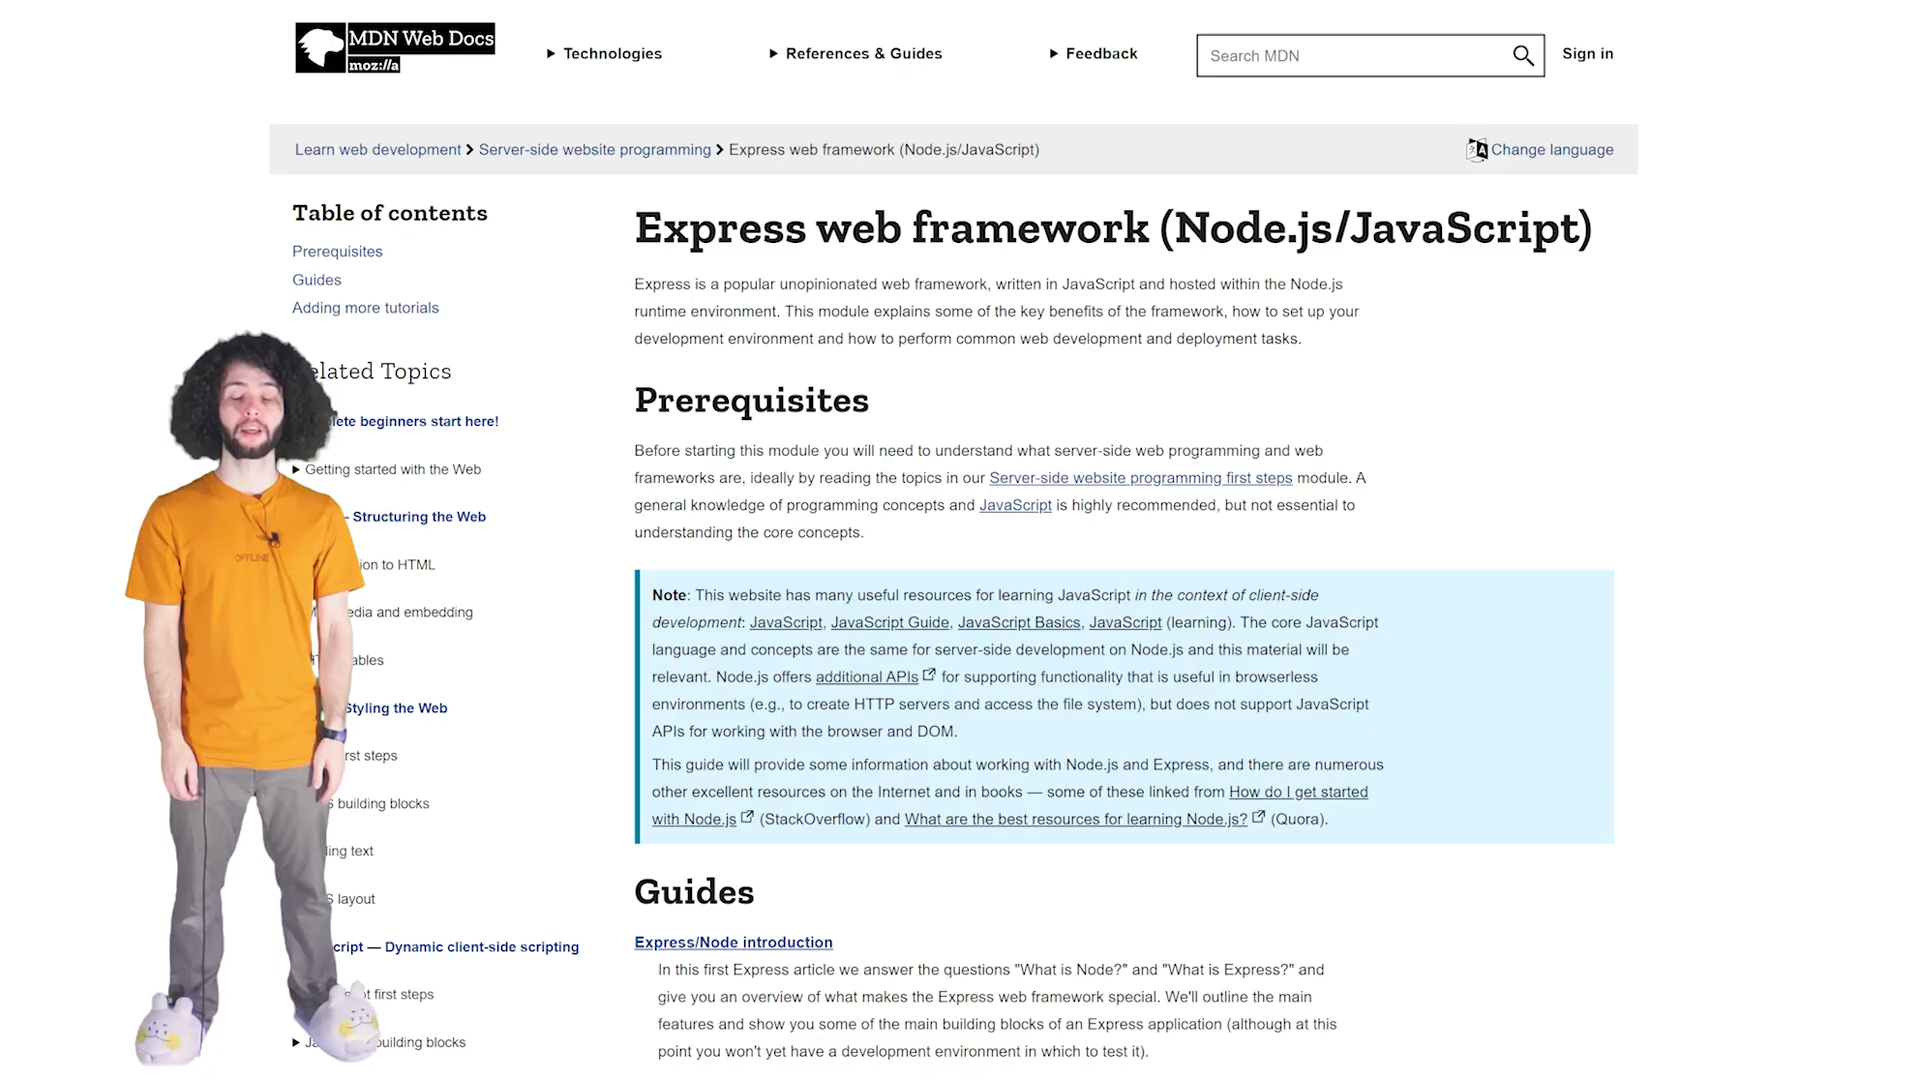 MDN Web Docs
moz://a
Technologies
References & Guides
Feedback
Search MDN
Sign in
Learn web development
Server-side website programming
Express web framework (Node.js/JavaScript)
Change language
Table of contents
Prerequisites
Guides
Adding more tutorials
elated Topics
lete beginners start here!
Getting started with the Web
- Structuring the Web
ion to HTML
edia and embedding
ables
Styling the Web
rst steps
S building blocks
ling text
S layout
cript — Dynamic client-side scripting
t first steps
building blocks
OFFLINE
Express web framework (Node.js/JavaScript)
Express is a popular unopinionated web framework, written in JavaScript and hosted within the Node.js
runtime environment. This module explains some of the key benefits of the framework, how to set up your
development environment and how to perform common web development and deployment tasks.
Prerequisites
Before starting this module you will need to understand what server-side web programming and web
frameworks are, ideally by reading the topics in our Server-side website programming first steps module. A
general knowledge of programming concepts and JavaScript is highly recommended, but not essential to
understanding the core concepts.
Note: This website has many useful resources for learning JavaScript in the context of client-side
development: JavaScript, JavaScript Guide, JavaScript Basics, JavaScript (learning). The core JavaScript
language and concepts are the same for server-side development on Node.js and this material will be
relevant. Node.js offers additional APIs for supporting functionality that is useful in browserless
environments (e.g., to create HTTP servers and access the file system), but does not support JavaScript
APIs for working with the browser and DOM.
This guide will provide some information about working with Node.js and Express, and there are numerous
other excellent resources on the Internet and in books — some of these linked from How do I get started
with Node.js (StackOverflow) and What are the best resources for learning Node.js? (Quora).
Guides
Express/Node introduction
In this first Express article we answer the questions "What is Node?" and "What is Express?" and
give you an overview of what makes the Express web framework special. We'll outline the main
features and show you some of the main building blocks of an Express application (although at this
point you won't yet have a development environment in which to test it).